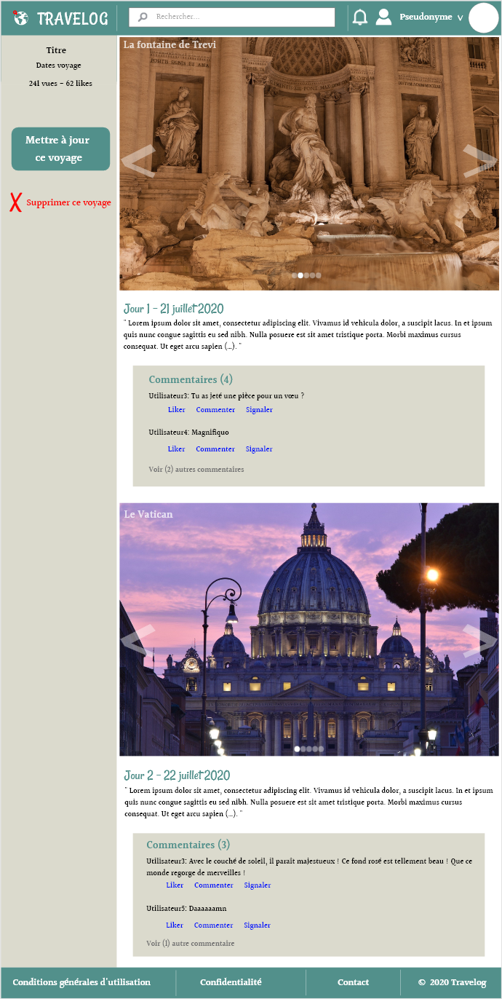 TRAVELOG
Rechercher...
Pseudonyme
Titre
Dates voyage
241 vues - 62 likes
Mettre à jour
ce voyage
Supprimer ce voyage
La fontaine de Trevi
Jour 1 - 21 juillet 2020
" Lorem ipsum dolor sit amet, consectetur adipiscing elit. Vivamus id vehicula dolor, a suscipit lacus. In et ipsum
quis nunc congue sagittis eu sed nibh. Nulla posuere est sit amet tristique porta. Morbi maximus cursus
consequat. Ut eget arcu sapien (...). "
Commentaires (4)
Utilisateur3: Tu as jeté une pièce pour un vœu ?
Liker Commenter Signaler
Utilisateur4: Magnifiquo
Liker Commenter Signaler
Voir (2) autres commentaires
Le Vatican
Jour 2 - 22 juillet 2020
" Lorem ipsum dolor sit amet, consectetur adipiscing elit. Vivamus id vehicula dolor, a suscipit lacus. In et ipsum
quis nunc congue sagittis eu sed nibh. Nulla posuere est sit amet tristique porta. Morbi maximus cursus
consequat. Ut eget arcu sapien (...). "
Commentaires (3)
Utilisateur3: Avec le couché de soleil, il parait majestueux ! Ce fond rosé est tellement beau ! Que ce
monde regorge de merveilles !
Liker Commenter Signaler
Utilisateur5: Daaaaaamn
Liker Commenter Signaler
Voir (1) autre commentaire
Conditions générales d'utilisation Confidentialité Contact © 2020 Travelog